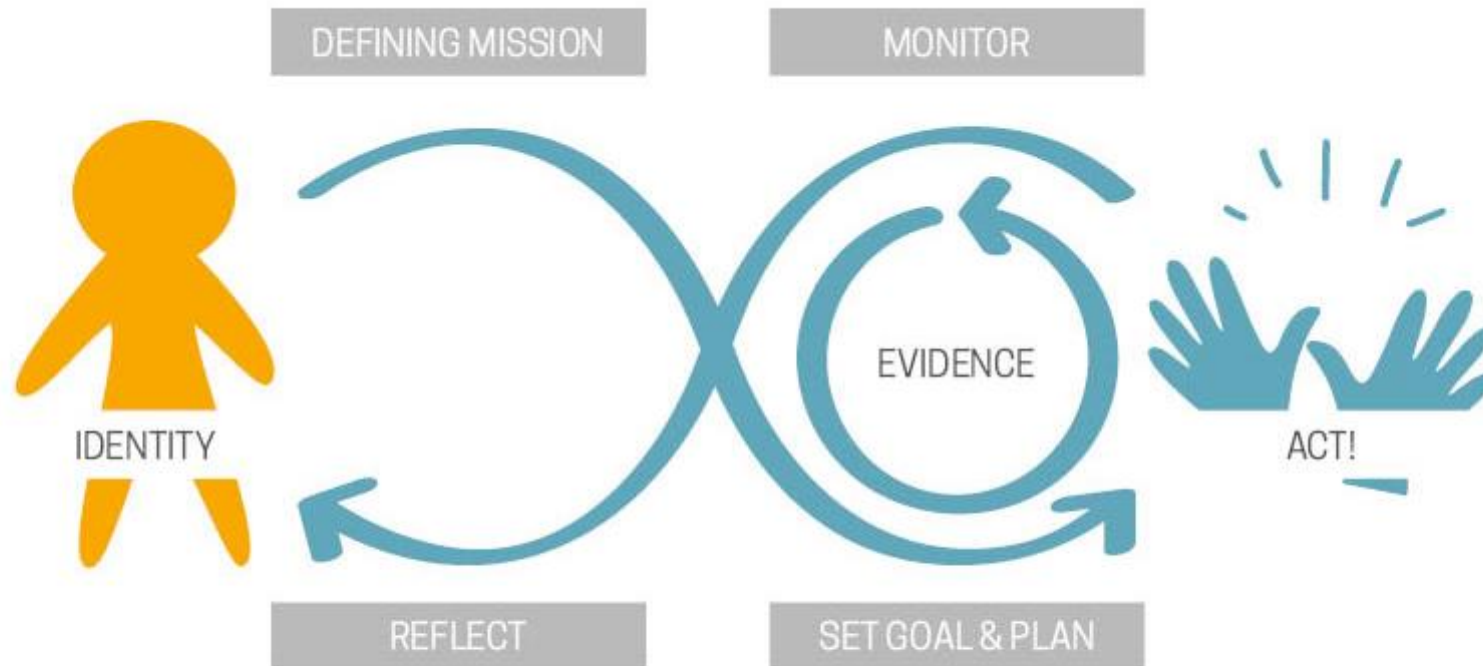 DEFINING MISSION
MONITOR
EVIDENCE
IDENTITY
ACT!
REFLECT
SET GOAL & PLAN